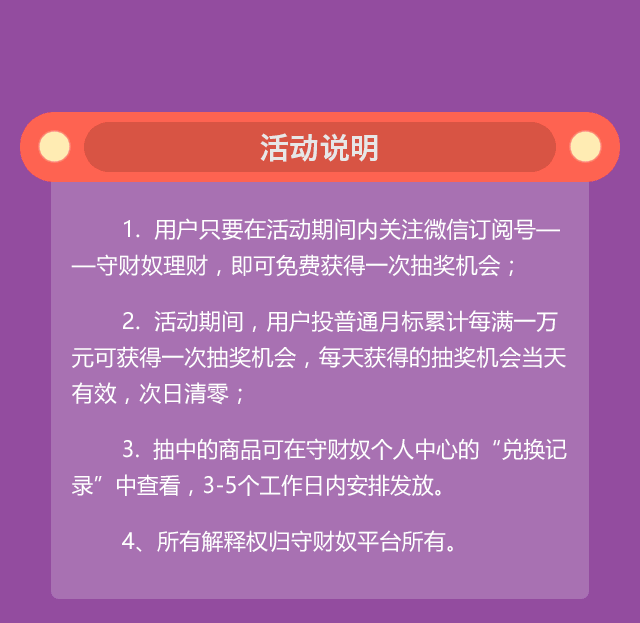 活动说明
1. 用户只要在活动期间内关注微信订阅号—
—守财奴理财，即可免费获得一次抽奖机会；
2. 活动期间，用户投普通月标累计每满一万
元可获得一次抽奖机会，每天获得的抽奖机会当天
有效，次日清零；
3. 抽中的商品可在守财奴个人中心的“兑换记
录”中查看，3-5个工作日内安排发放。
4、所有解释权归守财奴平台所有。